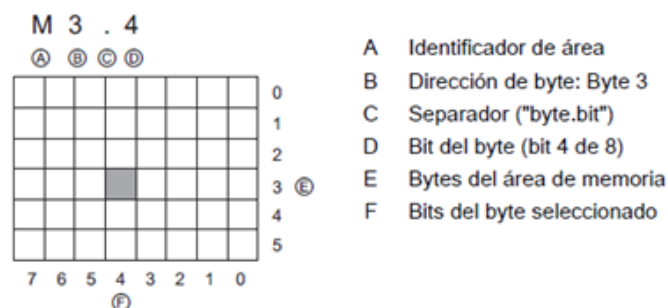 M 3 . 4
A B C D
0
1
2
3 E
4
5
7 6 5 4 3 2 1 0
F
A Identificador de área
B Dirección de byte: Byte 3
C Separador ("byte.bit")
D Bit del byte (bit 4 de 8)
E Bytes del área de memoria
F Bits del byte seleccionado